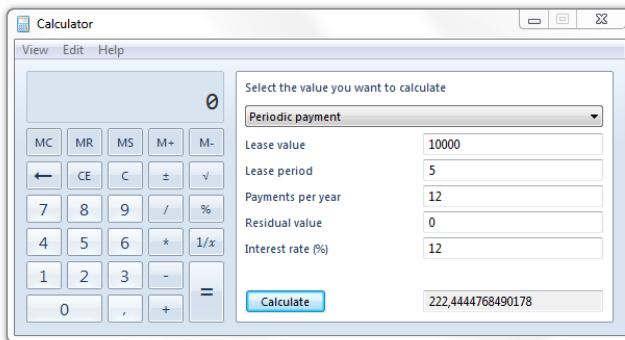 Calculator
View Edit Help
0
MC MR MS M+ M-
← CE C ± √
7 8 9 / %
4 5 6 * 1/x
1 2 3 - =
0 , +
Select the value you want to calculate
Periodic payment
Lease value 10000
Lease period 5
Payments per year 12
Residual value 0
Interest rate (%) 12
Calculate 222,4444768490178